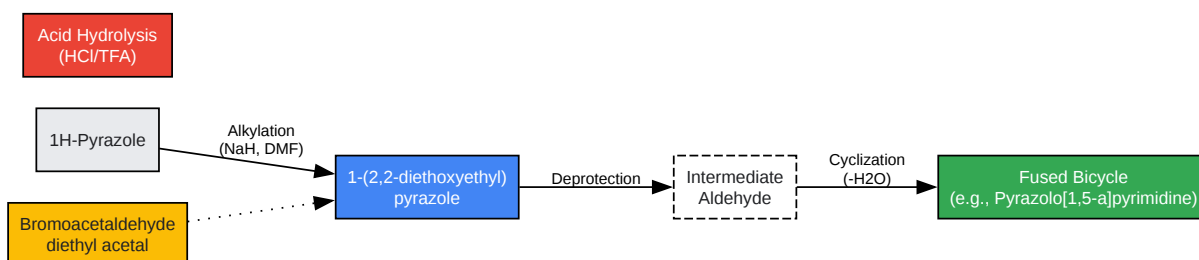 Acid Hydrolysis
(HCl/TFA)
1H-Pyrazole
Alkylation
(NaH, DMF)
Bromoacetaldehyde
diethyl acetal
1-(2,2-diethoxyethyl)
pyrazole
Deprotection
Intermediate
Aldehyde
Cyclization
(-H2O)
Fused Bicycle
(e.g., Pyrazolo[1,5-a]pyrimidine)